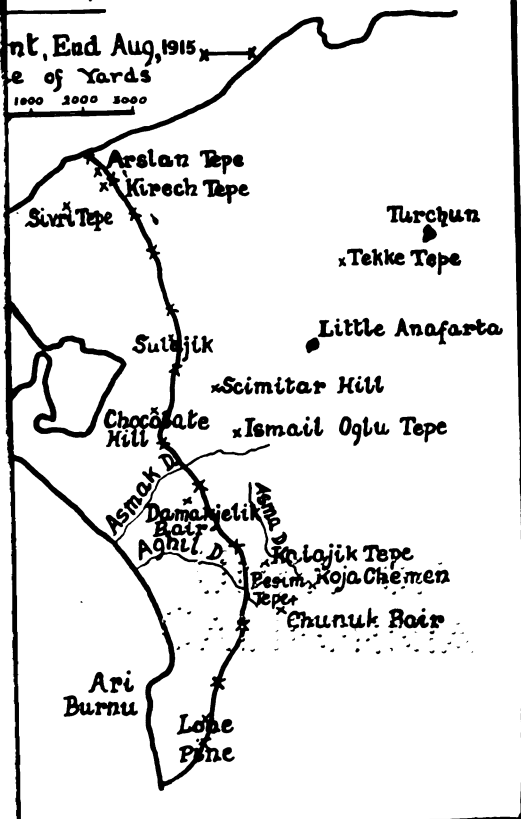 nt, End Aug, 1915
e of Yards
1000 2000 3000
Arslan Tepe
Kirech Tepe
Sivri Tepe
Turchun
Tekke Tepe
Little Anafarta
Sulajik
Scimitar Hill
Chocolate
Hill
Ismail Oglu Tepe
Asmak D.
Asma D.
Damakjelik
Bair
Aghil D.
Kalajik Tepe
Besim
Tepe
Koja Chemen
Chunuk Bair
Ari
Burnu
Lone
Pine